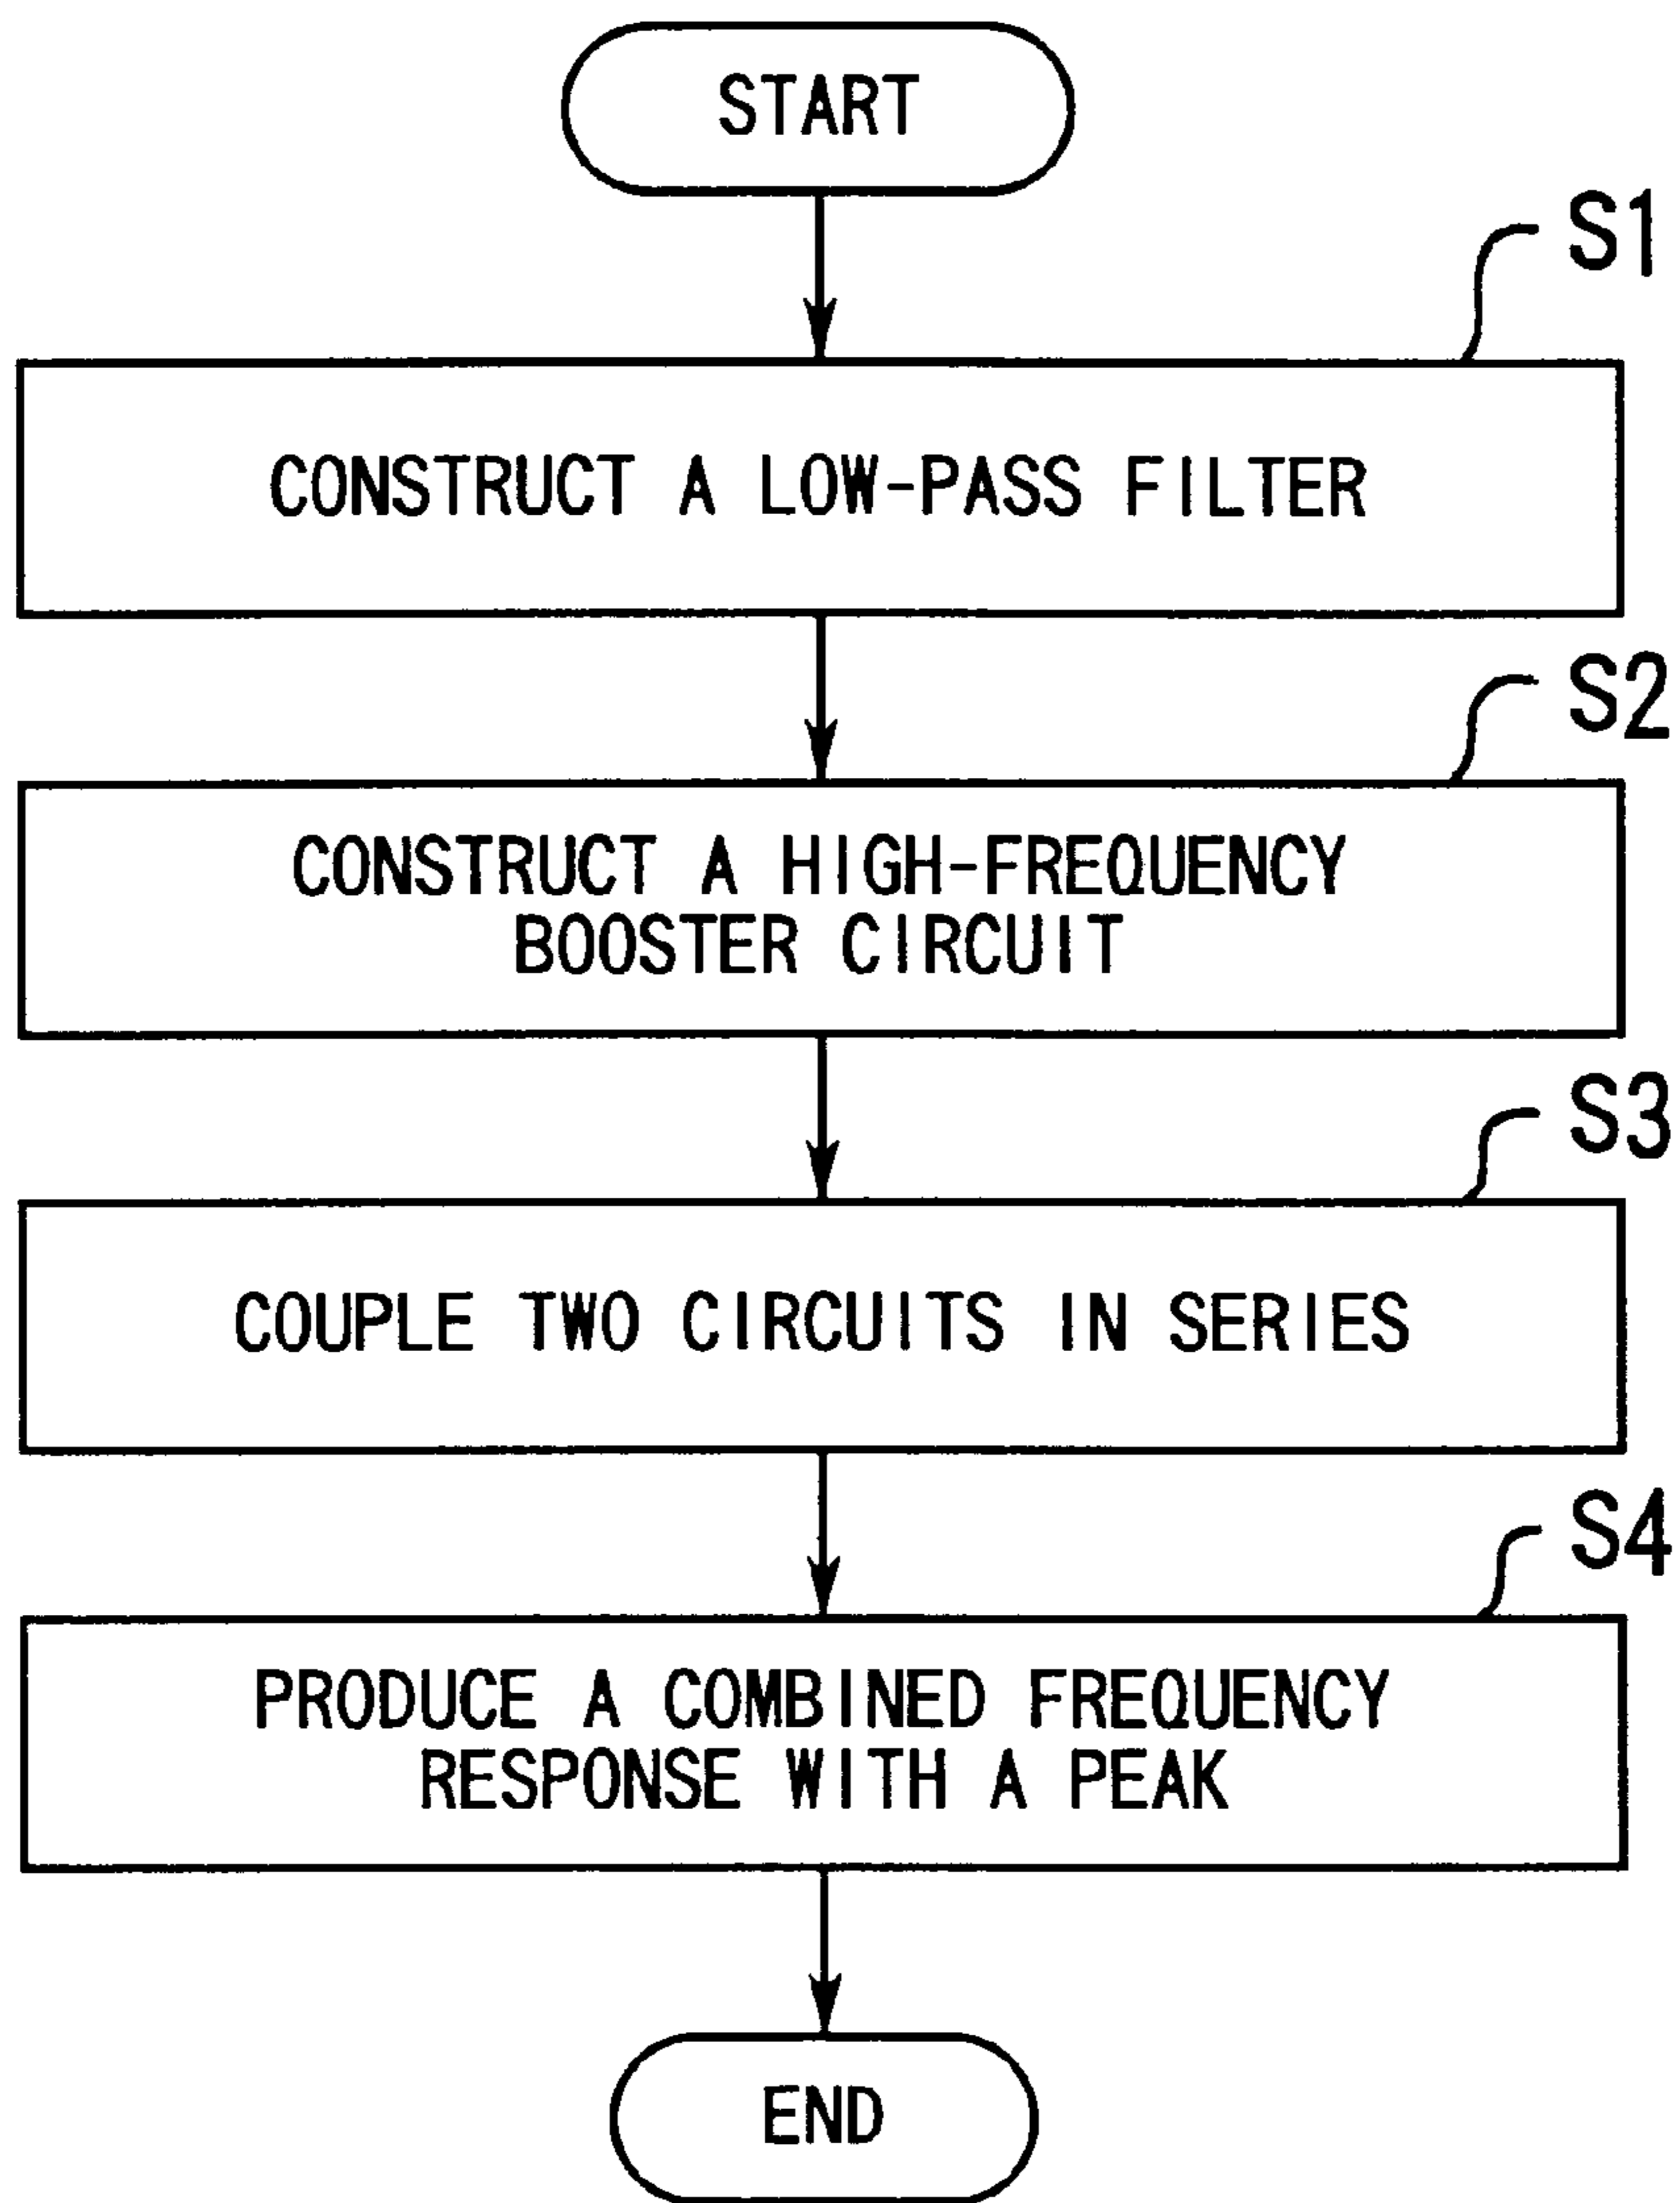 START
S1
CONSTRUCT A LOW-PASS FILTER
S2
CONSTRUCT A HIGH-FREQUENCY
BOOSTER CIRCUIT
S3
COUPLE TWO CIRCUITS IN SERIES
S4
PRODUCE A COMBINED FREQUENCY
RESPONSE WITH A PEAK
END